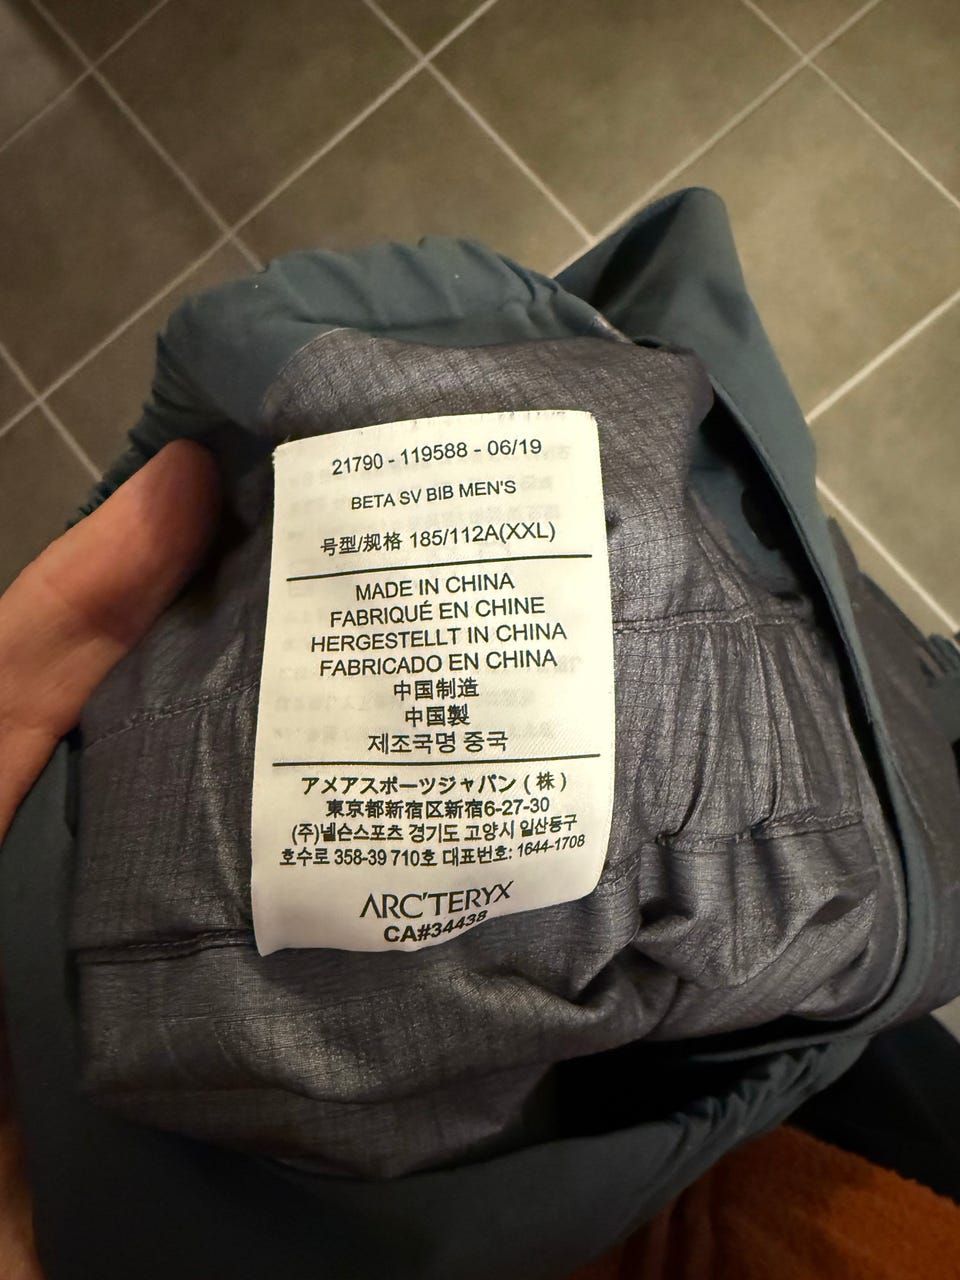 21790 - 119588 - 06/19
BETA SV BIB MEN'S
号型/规格 185/112A(XXL)
MADE IN CHINA
FABRIQUÉ EN CHINE
HERGESTELLT IN CHINA
FABRICADO EN CHINA
中国制造
中国製
제조국명 중국
アメアスポーツジャパン(株)
東京都新宿区新宿6-27-30
(주)넬슨스포츠 경기도 고양시 일산동구
호수로 358-39 710호 대표번호: 1644-1708
ARC'TERYX
CA#34438